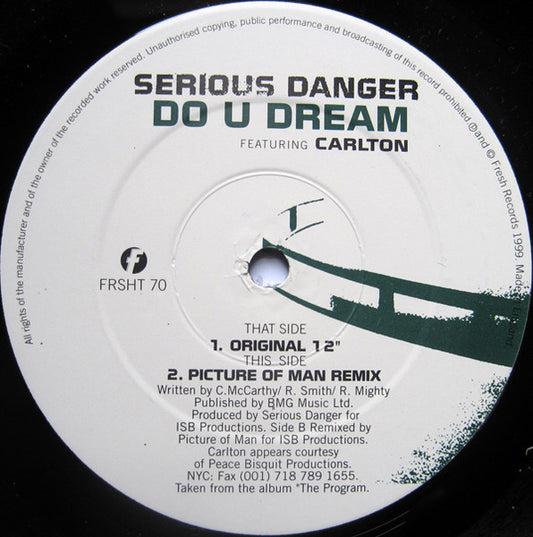 All rights of the manufacturer and of the owner of the recorded work reserved. Unauthorised copying, public performance and broadcasting of this record prohibited. Ⓟ and © Fresh Records 1999. Made England.
SERIOUS DANGER
DO U DREAM
FEATURING CARLTON
f
FRSHT 70
THAT SIDE
1. ORIGINAL 12"
THIS SIDE
2. PICTURE OF MAN REMIX
Written by C.McCarthy/ R. Smith/ R. Mighty
Published by BMG Music Ltd.
Produced by Serious Danger for
ISB Productions. Side B Remixed by
Picture of Man for ISB Productions.
Carlton appears courtesy
of Peace Bisquit Productions.
NYC: Fax (001) 718 789 1655.
Taken from the album "The Program.